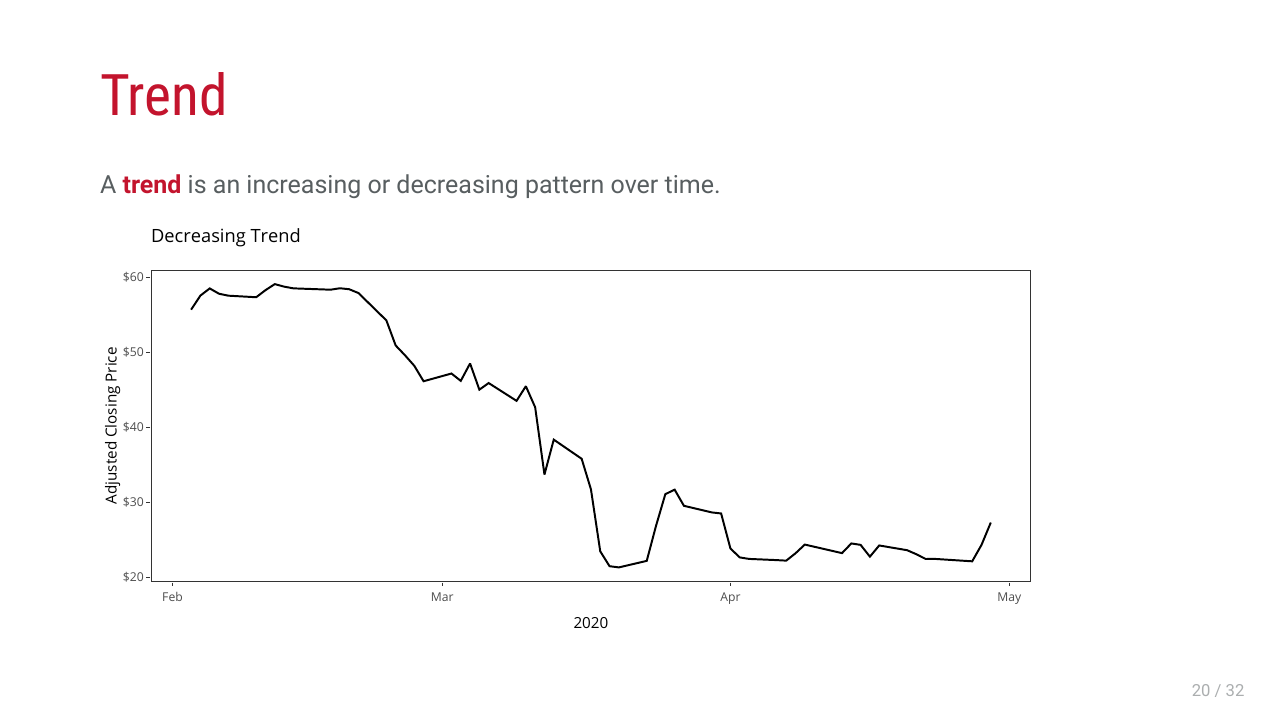 Trend
A trend is an increasing or decreasing pattern over time.
Decreasing Trend
Adjusted Closing Price
$60
$50
$40
$30
$20
Feb
Mar
Apr
May
2020
20 / 32